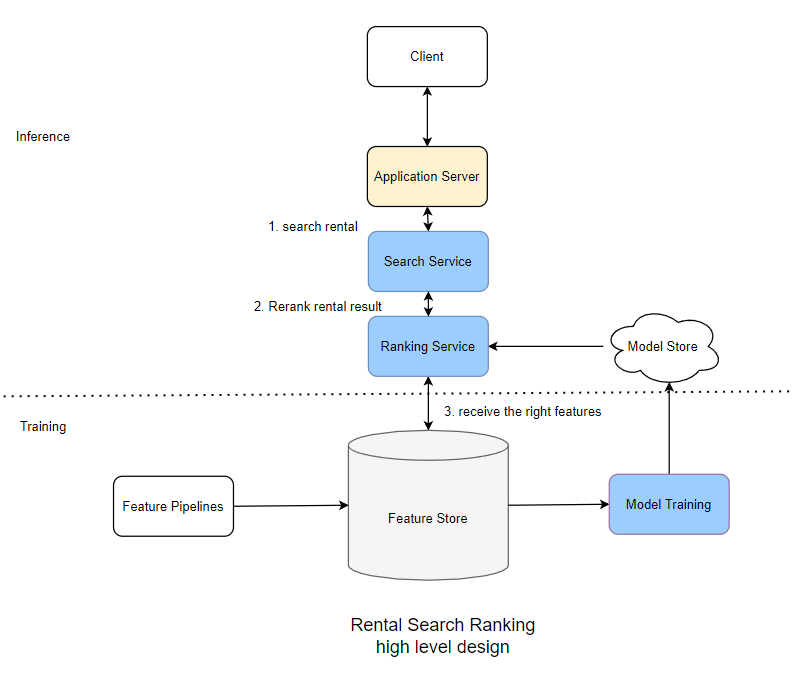 Client
Inference
Application Server
1. search rental
Search Service
2. Rerank rental result
Ranking Service
Model Store
3. receive the right features
Training
Feature Pipelines
Feature Store
Model Training
Rental Search Ranking
high level design